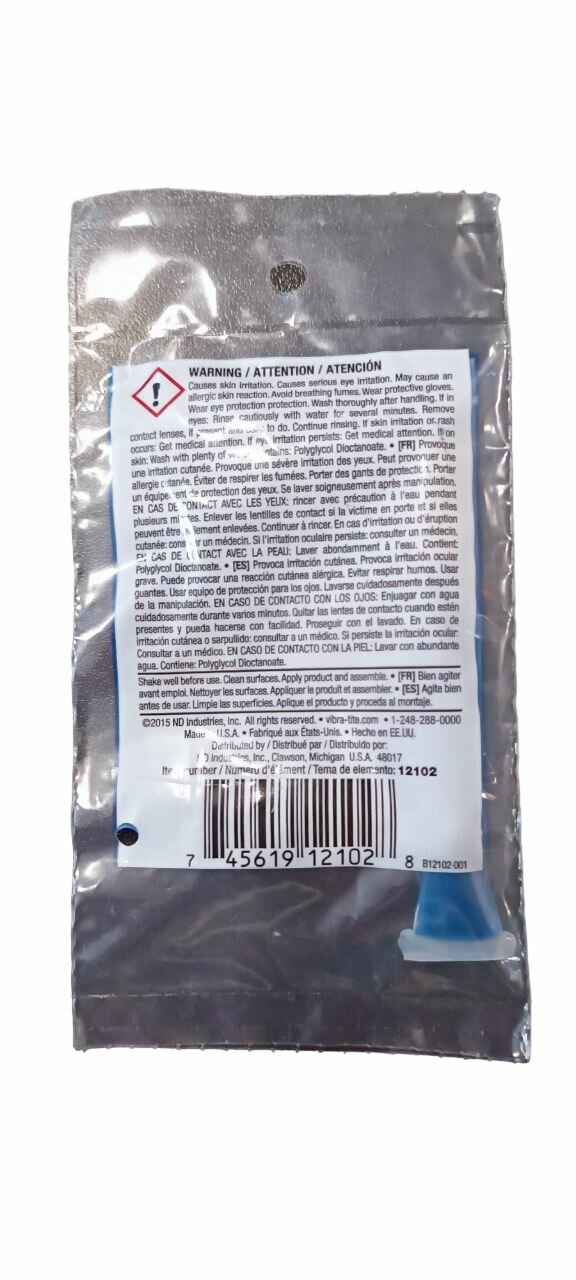 WARNING / ATTENTION / ATENCIÓN
Causes skin irritation. Causes serious eye irritation. May cause an
allergic skin reaction. Avoid breathing fumes. Wear protective gloves.
Wear eye protection protection. Wash thoroughly after handling. If in
eyes: Rinse cautiously with water for several minutes. Remove
contact lenses, if present and easy to do. Continue rinsing. If skin irritation or rash
occurs: Get medical attention. If eye irritation persists: Get medical attention. If on
skin: Wash with plenty of Contains: Polyglycol Dioctanoate. • [FR] Provoque
une irritation cutanée. Provoque une sévère irritation des yeux. Peut provoquer une
allergie cutanée. Éviter de respirer les fumées. Porter des gants de protection. Porter
un équipement de protection des yeux. Se laver soigneusement après manipulation.
EN CAS DE CONTACT AVEC LES YEUX: rincer avec précaution à l'eau pendant
plusieurs minutes. Enlever les lentilles de contact si la victime en porte et si elles
peuvent être enlevées. Continuer à rincer. En cas d'irritation ou d'éruption
cutanée: consulter un médecin. Si l'irritation oculaire persiste: consulter un médecin.
EN CAS DE CONTACT AVEC LA PEAU: Laver abondamment à l'eau. Contient:
Polyglycol Dioctanoate. • [ES] Provoca irritación cutánea. Provoca irritación ocular
grave. Puede provocar una reacción cutánea alérgica. Evitar respirar humos. Usar
guantes. Usar equipo de protección para los ojos. Lavarse cuidadosamente después
de la manipulación. EN CASO DE CONTACTO CON LOS OJOS: Enjuagar con agua
cuidadosamente durante varios minutos. Quitar las lentes de contacto cuando estén
presentes y pueda hacerse con facilidad. Proseguir con el lavado. En caso de
irritación cutánea o sarpullido: consultar a un médico. Si persiste la irritación ocular:
Consultar a un médico. EN CASO DE CONTACTO CON LA PIEL: Lavar con abundante
agua. Contiene: Polyglycol Dioctanoate.
Shake well before use. Clean surfaces. Apply product and assemble. • [FR] Bien agiter
avant emploi. Nettoyer les surfaces. Appliquer le produit et assembler. • [ES] Agite bien
antes de usar. Limpie las superficies. Aplique el producto y proceda al montaje.
©2015 ND Industries, Inc. All rights reserved. • vibra-tite.com • 1-248-288-0000
Made U.S.A. • Fabriqué aux États-Unis. • Hecho en EE.UU.
Distributed by / Distribué par / Distribuido por:
ND Industries, Inc., Clawson, Michigan U.S.A. 48017
Item number / Numéro d'élément / Tema de elemento: 12102
7 45619 12102 8 B12102-001